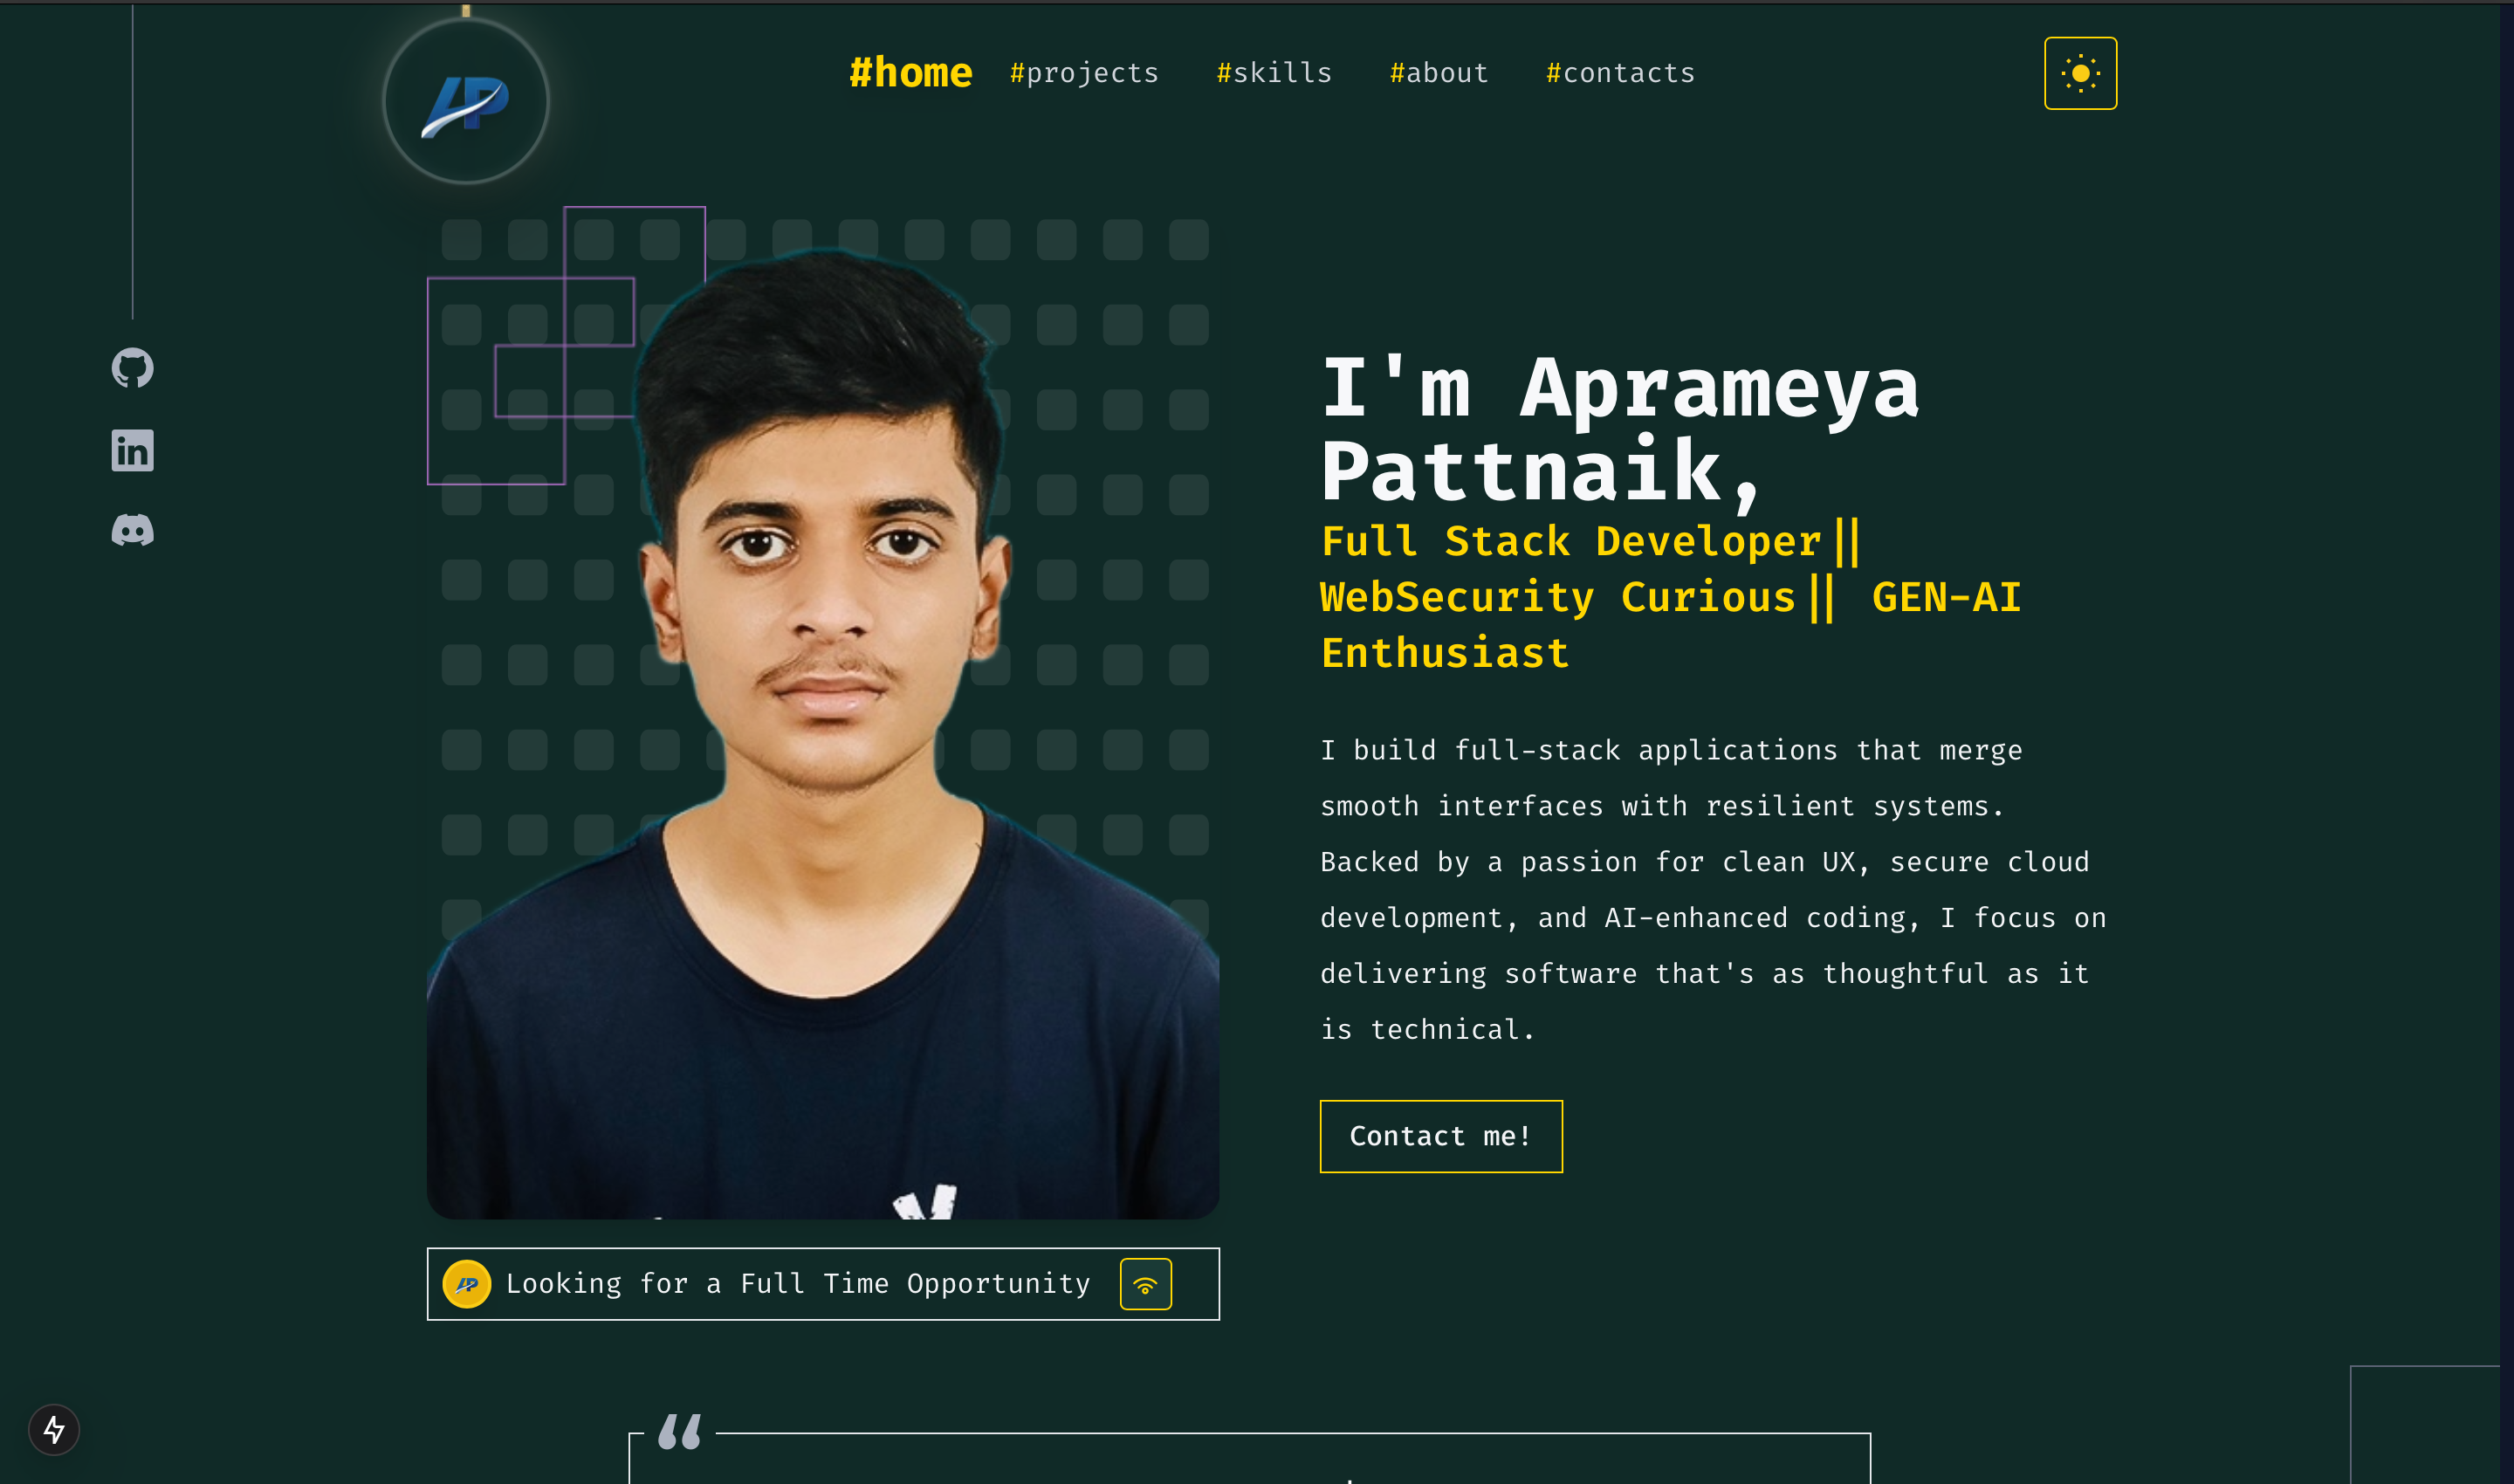 AP
#home #projects #skills #about #contacts
in
I'm Aprameya
Pattnaik,
Full Stack Developer||
WebSecurity Curious|| GEN-AI
Enthusiast
I build full-stack applications that merge
smooth interfaces with resilient systems.
Backed by a passion for clean UX, secure cloud
development, and AI-enhanced coding, I focus on
delivering software that's as thoughtful as it
is technical.
Contact me!
AP Looking for a Full Time Opportunity
“